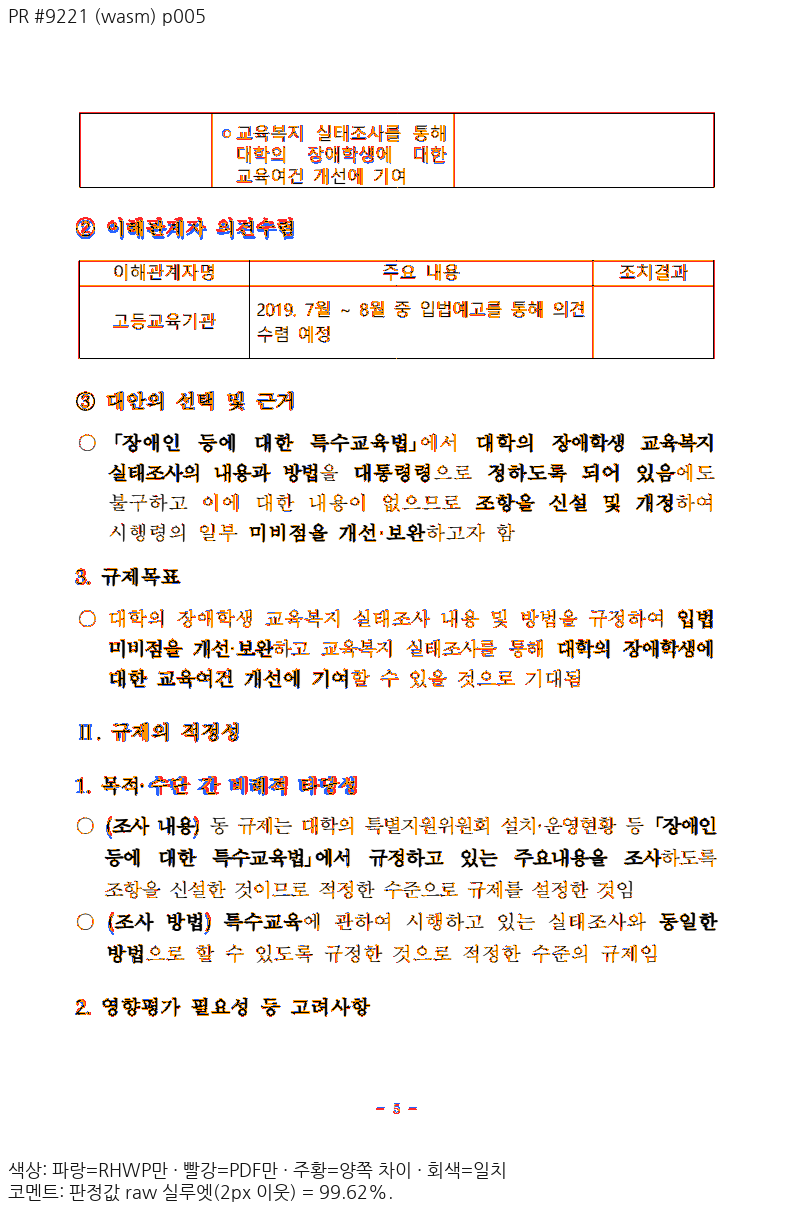 PR #9221 (wasm) p005
ㅇ교육복지 실태조사를 통해
대학의 장애학생에 대한
교육여건 개선에 기여
② 이해관계자 의견수렴
이해관계자명 주요 내용 조치결과
고등교육기관
2019. 7월 ~ 8월 중 입법예고를 통해 의견
수렴 예정
③ 대안의 선택 및 근거
○ 「장애인 등에 대한 특수교육법」에서 대학의 장애학생 교육복지
실태조사의 내용과 방법을 대통령령으로 정하도록 되어 있음에도
불구하고 이에 대한 내용이 없으므로 조항을 신설 및 개정하여
시행령의 일부 미비점을 개선·보완하고자 함
3. 규제목표
○ 대학의 장애학생 교육복지 실태조사 내용 및 방법을 규정하여 입법
미비점을 개선·보완하고 교육복지 실태조사를 통해 대학의 장애학생에
대한 교육여건 개선에 기여할 수 있을 것으로 기대됨
Ⅱ. 규제의 적정성
1. 목적·수단 간 비례적 타당성
○ (조사 내용) 동 규제는 대학의 특별지원위원회 설치·운영현황 등 「장애인
등에 대한 특수교육법」에서 규정하고 있는 주요내용을 조사하도록
조항을 신설한 것이므로 적정한 수준으로 규제를 설정한 것임
○ (조사 방법) 특수교육에 관하여 시행하고 있는 실태조사와 동일한
방법으로 할 수 있도록 규정한 것으로 적정한 수준의 규제임
2. 영향평가 필요성 등 고려사항
- 5 -
색상: 파랑=RHWP만 · 빨강=PDF만 · 주황=양쪽 차이 · 회색=일치
코멘트: 판정값 raw 실루엣(2px 이웃) = 99.62%.